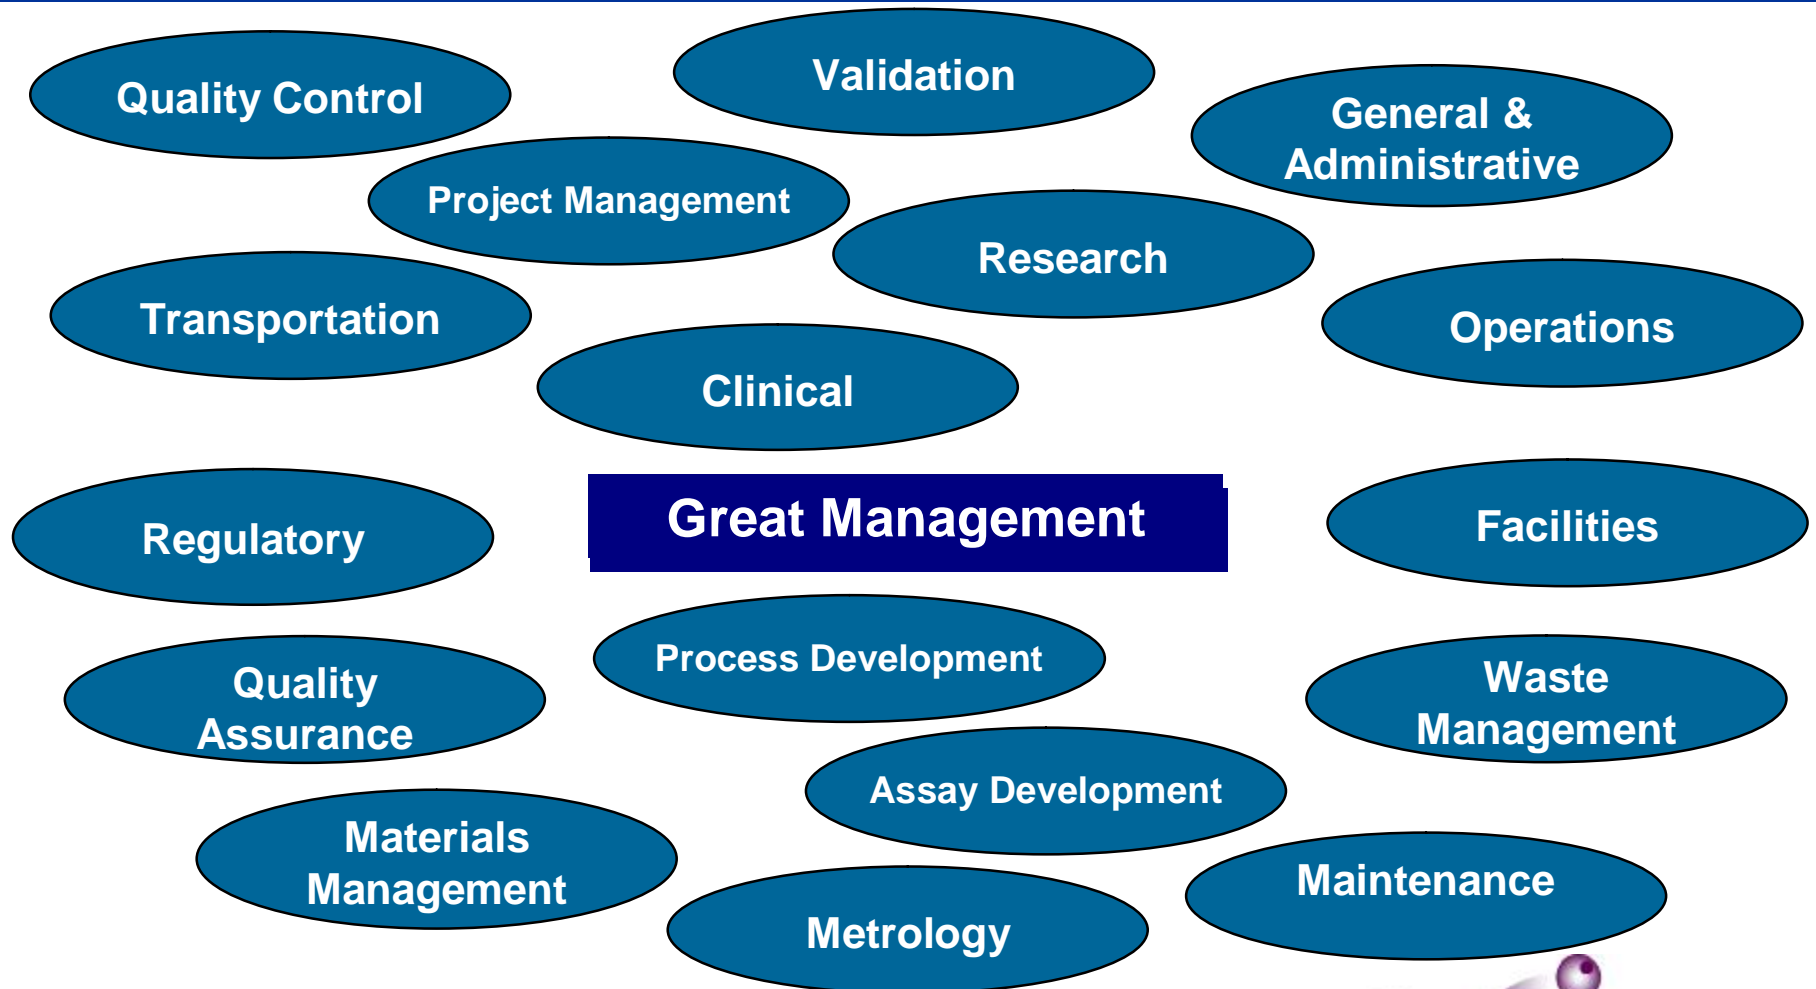 Quality Control
Validation
General &
Administrative
Project Management
Research
Transportation
Operations
Clinical
Great Management
Regulatory
Facilities
Process Development
Quality
Assurance
Waste
Management
Assay Development
Materials
Management
Maintenance
Metrology